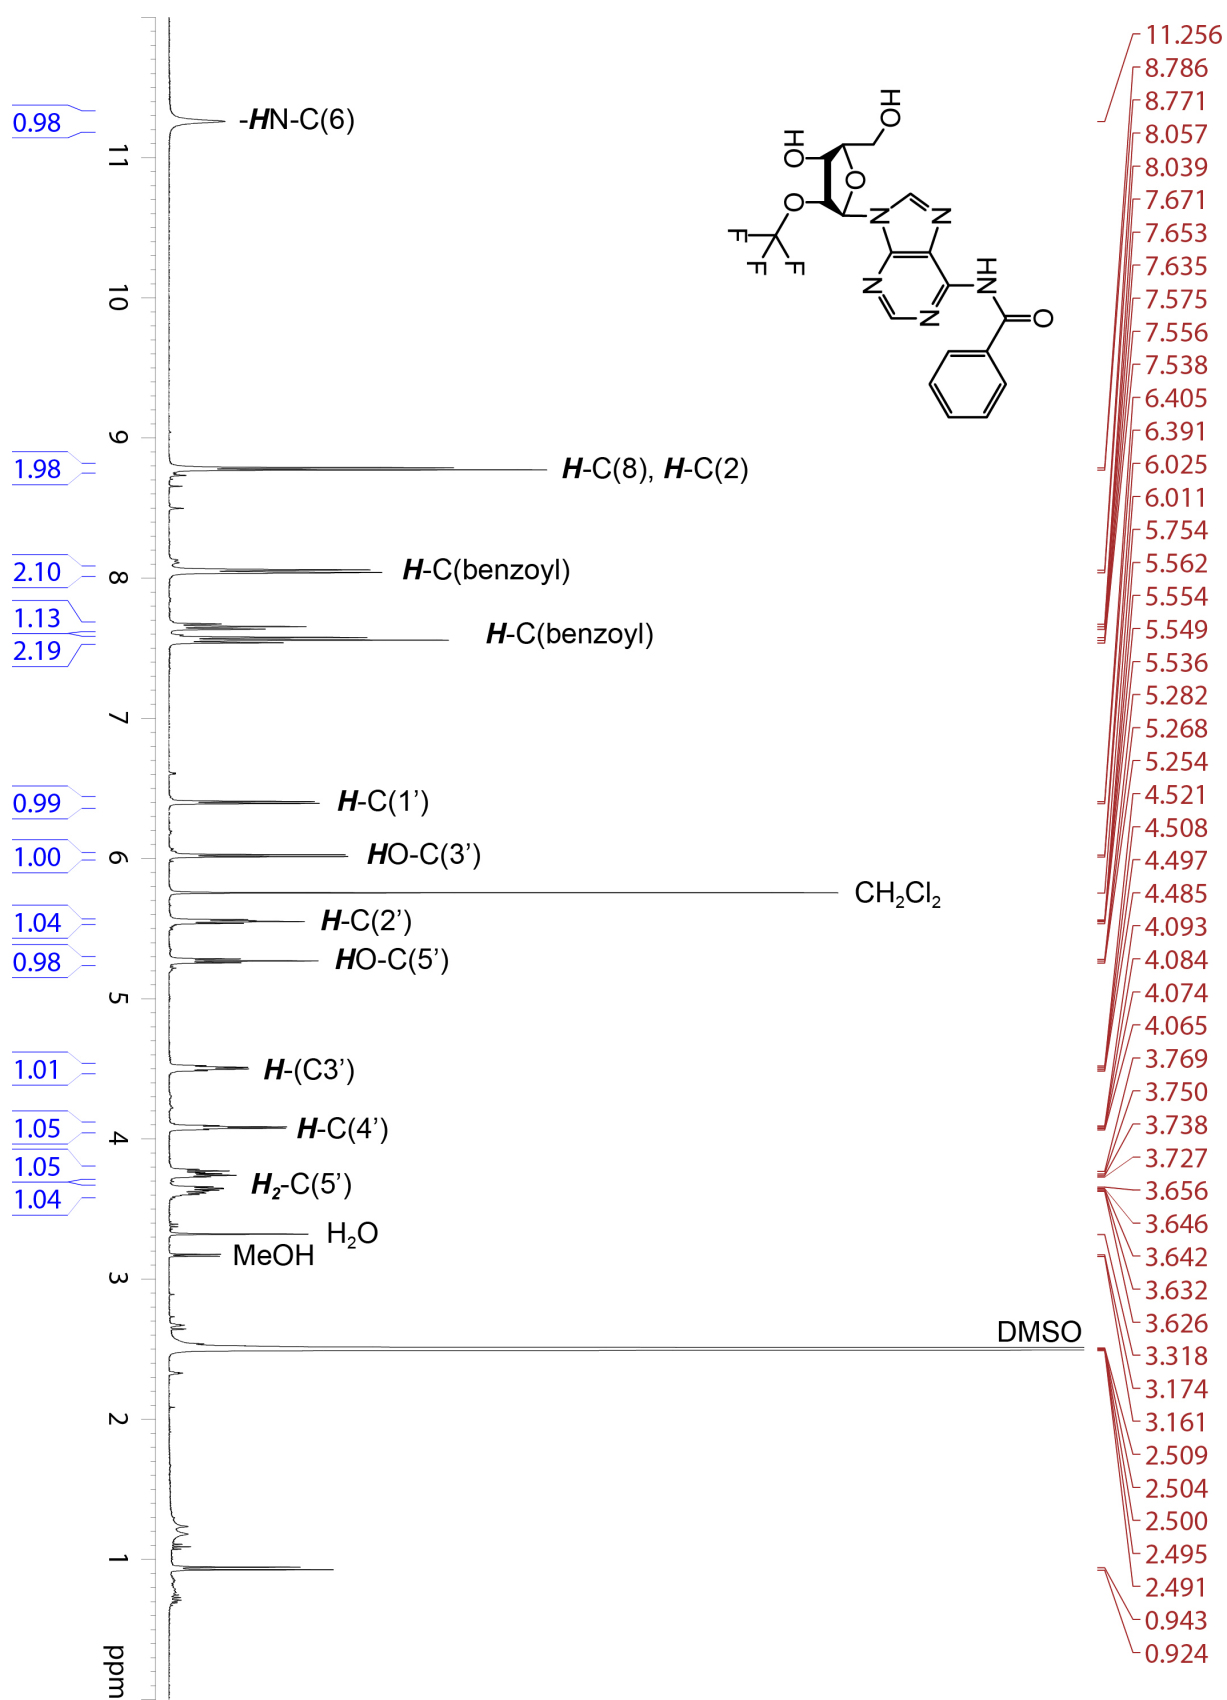 11.256
8.786
8.771
8.057
8.039
7.671
7.653
7.635
7.575
7.556
7.538
6.405
6.391
6.025
6.011
5.754
5.562
5.554
5.549
5.536
5.282
5.268
5.254
4.521
4.508
4.497
4.485
4.093
4.084
4.074
4.065
3.769
3.750
3.738
3.727
3.656
3.646
3.642
3.632
3.626
3.318
3.174
3.161
2.509
2.504
2.500
2.495
2.491
0.943
0.924
HO
HO
O
O
F
F
F
N
N
N
N
H
N
O
-HN-C(6)
H-C(8), H-C(2)
H-C(benzoyl)
H-C(benzoyl)
H-C(1’)
HO-C(3’)
CH₂Cl₂
H-C(2’)
HO-C(5’)
H-(C3’)
H-C(4’)
H₂-C(5’)
H₂O
MeOH
DMSO
11
10
9
8
7
6
5
4
3
2
1
ppm
0.98
1.98
2.10
1.13
2.19
0.99
1.00
1.04
0.98
1.01
1.05
1.05
1.04